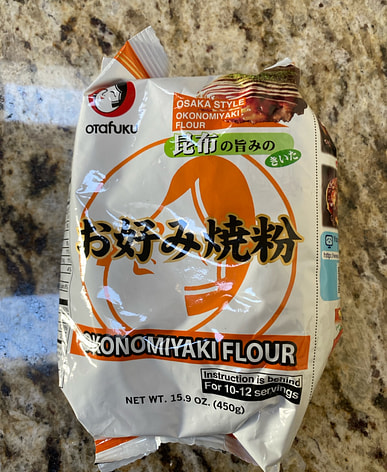 OTAFUKU
OSAKA STYLE
OKONOMIYAKI
FLOUR
昆布の旨みの
きいた
お好み焼粉
OKONOMIYAKI FLOUR
Instruction is behind
For 10-12 servings
NET WT. 15.9 OZ. (450g)